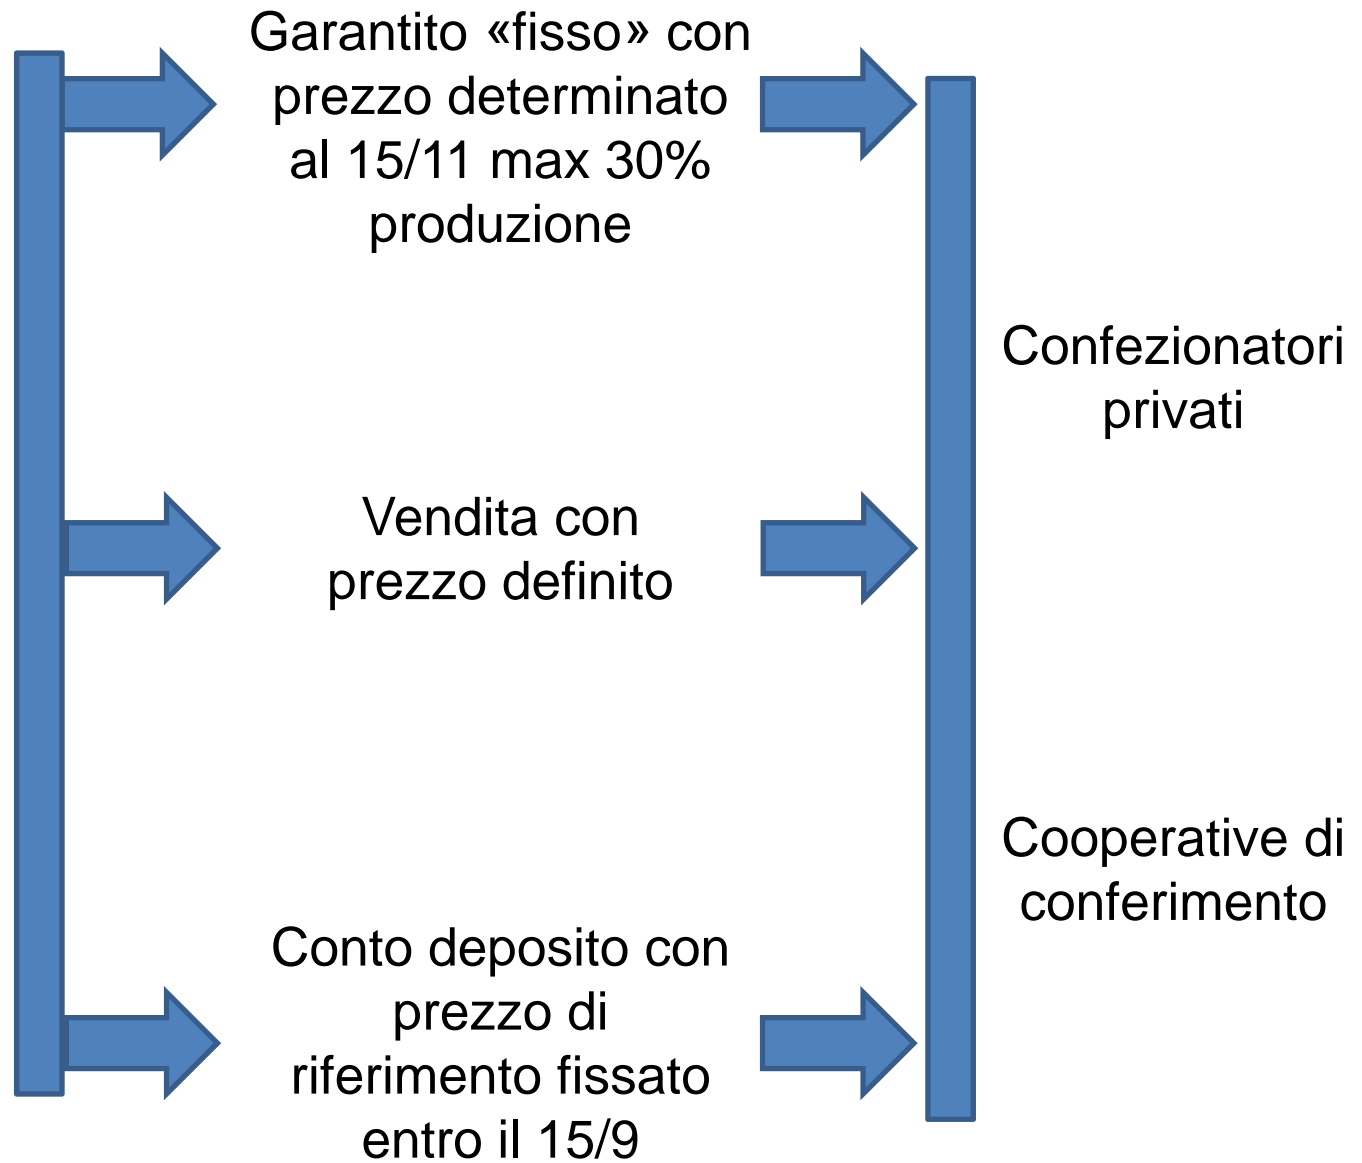 Garantito «fisso» con
prezzo determinato
al 15/11 max 30%
produzione
Confezionatori
privati
Vendita con
prezzo definito
Cooperative di
conferimento
Conto deposito con
prezzo di
riferimento fissato
entro il 15/9